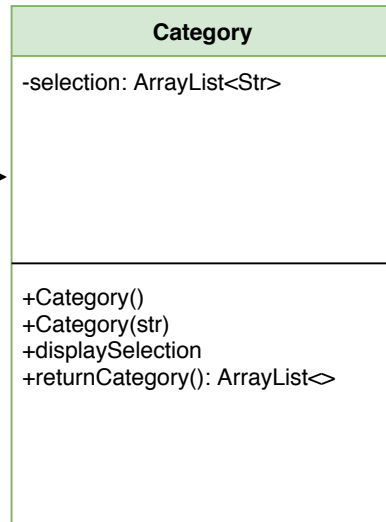 Category
-selection: ArrayList<Str>
+Category()
+Category(str)
+displaySelection
+returnCategory(): ArrayList<>